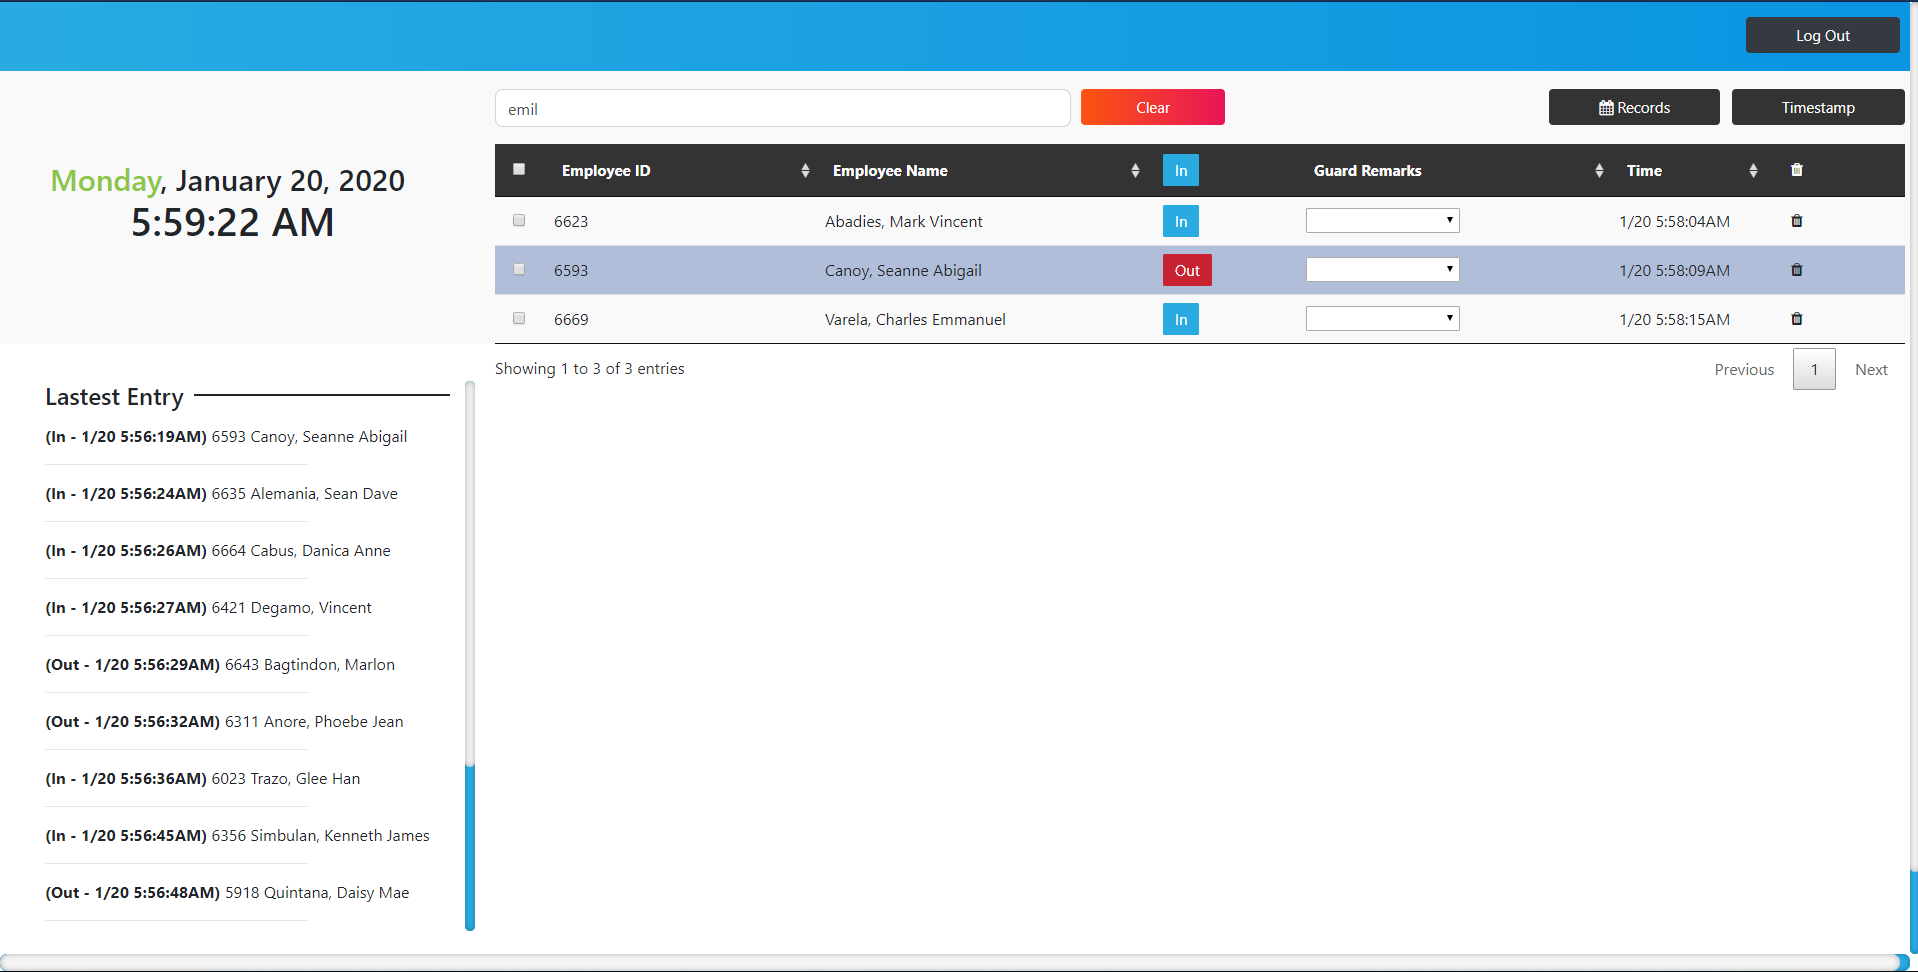 Log Out
emil
Clear
Records
Timestamp
Monday, January 20, 2020
5:59:22 AM
Employee ID Employee Name In Guard Remarks Time
6623 Abadies, Mark Vincent In 1/20 5:58:04AM
6593 Canoy, Seanne Abigail Out 1/20 5:58:09AM
6669 Varela, Charles Emmanuel In 1/20 5:58:15AM
Showing 1 to 3 of 3 entries
Previous 1 Next
Lastest Entry
(In - 1/20 5:56:19AM) 6593 Canoy, Seanne Abigail
(In - 1/20 5:56:24AM) 6635 Alemania, Sean Dave
(In - 1/20 5:56:26AM) 6664 Cabus, Danica Anne
(In - 1/20 5:56:27AM) 6421 Degamo, Vincent
(Out - 1/20 5:56:29AM) 6643 Bagtindon, Marlon
(Out - 1/20 5:56:32AM) 6311 Anore, Phoebe Jean
(In - 1/20 5:56:36AM) 6023 Trazo, Glee Han
(In - 1/20 5:56:45AM) 6356 Simbulan, Kenneth James
(Out - 1/20 5:56:48AM) 5918 Quintana, Daisy Mae